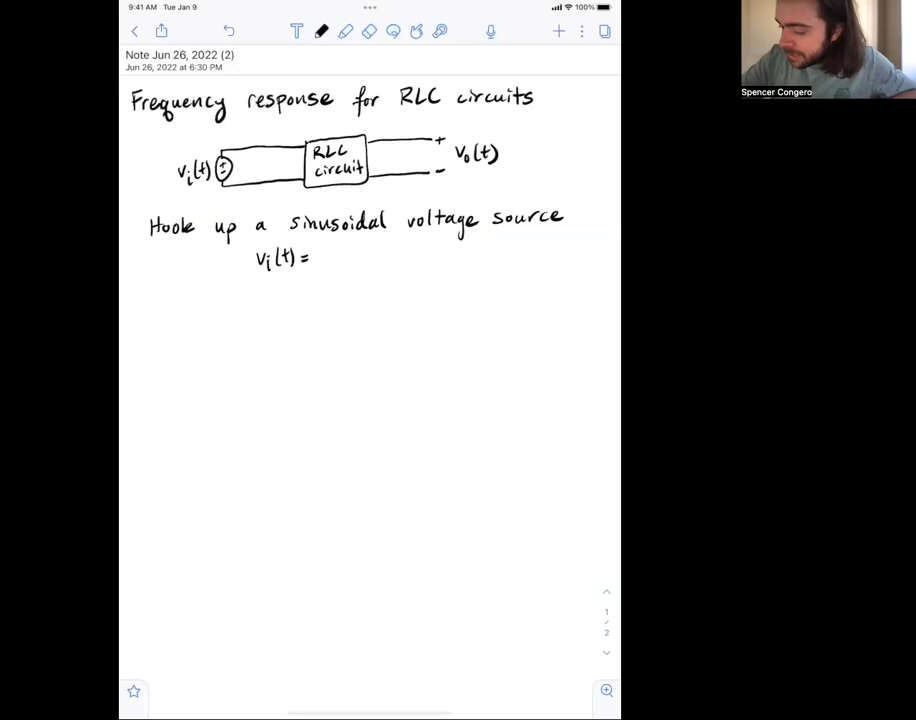 9:41 AM Tue Jan 9
100%
Note Jun 26, 2022 (2)
Jun 26, 2022 at 6:30 PM
Frequency response for RLC circuits
vi(t) ± RLC circuit + vo(t) -
Hook up a sinusoidal voltage source
vi(t) =
1
/
2
Spencer Congero